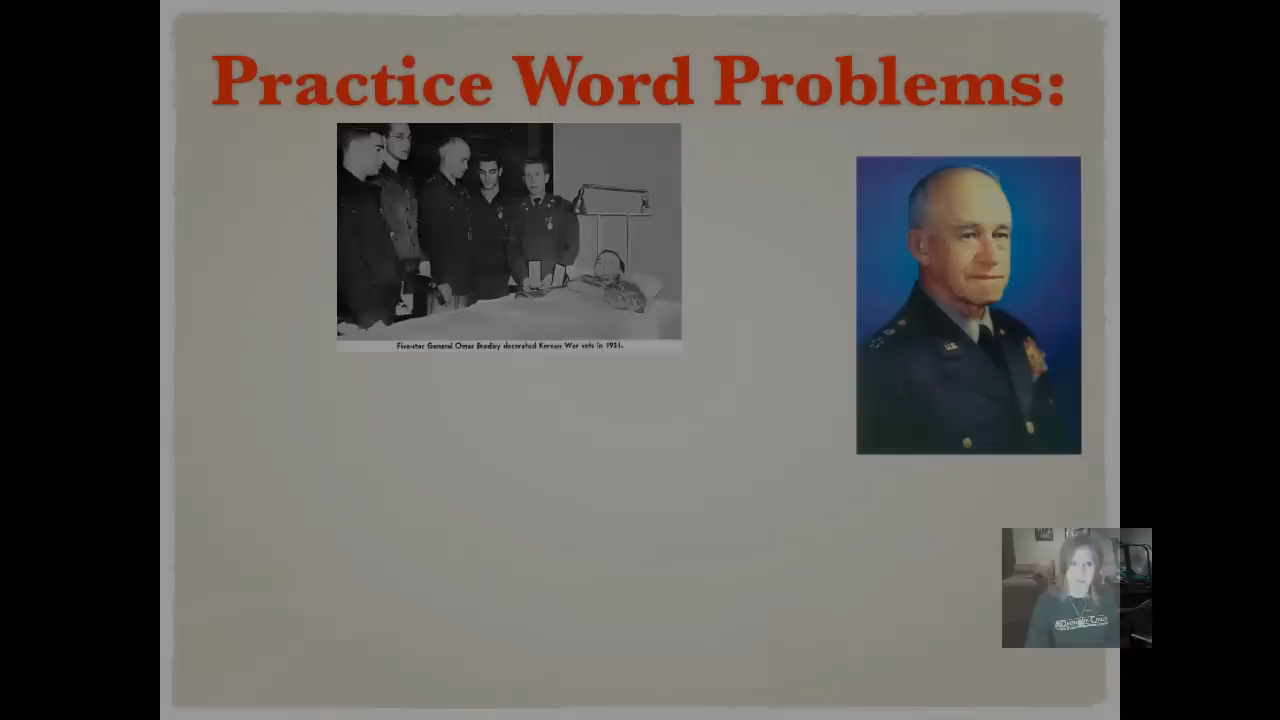 Practice Word Problems:
Five-star General Omar Bradley decorated Korean War vets in 1951.